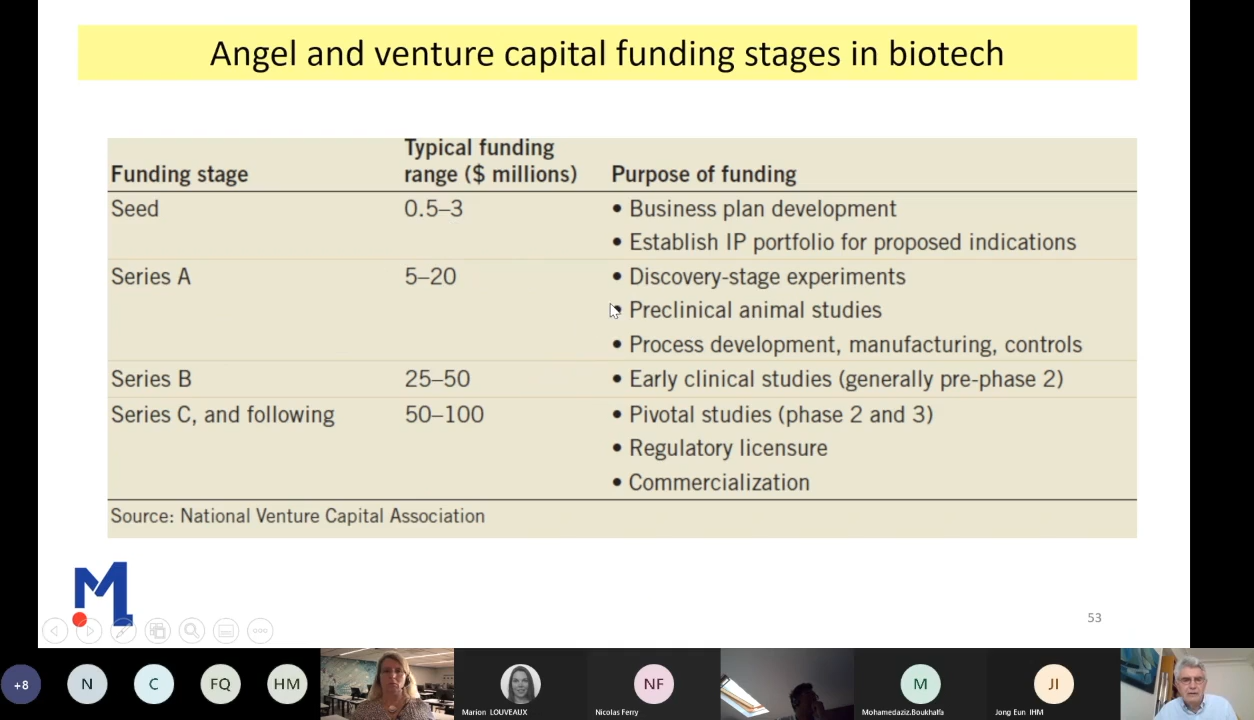 Angel and venture capital funding stages in biotech
Typical funding
Funding stage range ($ millions) Purpose of funding
Seed 0.5–3 • Business plan development
• Establish IP portfolio for proposed indications
Series A 5–20 • Discovery-stage experiments
• Preclinical animal studies
• Process development, manufacturing, controls
Series B 25–50 • Early clinical studies (generally pre-phase 2)
Series C, and following 50–100 • Pivotal studies (phase 2 and 3)
• Regulatory licensure
• Commercialization
Source: National Venture Capital Association
M
53
+8 N C FQ HM NF M JI
Marion LOUVEAUX Nicolas Ferry Mohamedaziz.Boukhalfa Jong Eun IHM